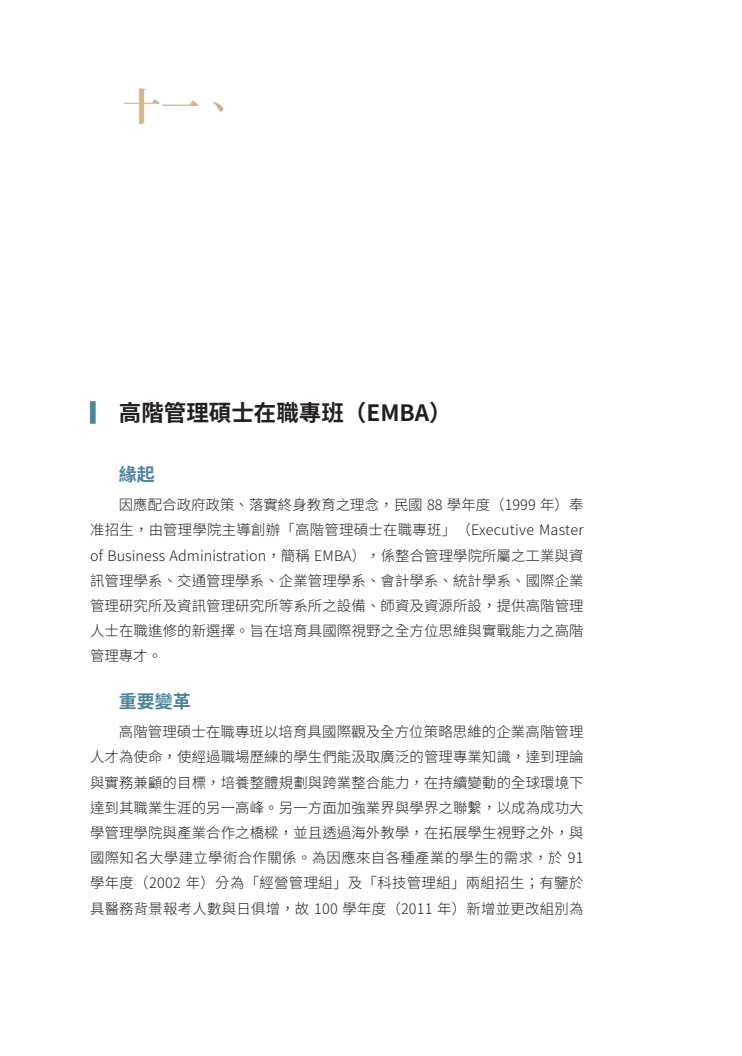 十一、
高階管理碩士在職專班（EMBA）
緣起
因應配合政府政策、落實終身教育之理念，民國 88 學年度（1999 年）奉
准招生，由管理學院主導創辦「高階管理碩士在職專班」（Executive Master
of Business Administration，簡稱 EMBA），係整合管理學院所屬之工業與資
訊管理學系、交通管理學系、企業管理學系、會計學系、統計學系、國際企業
管理研究所及資訊管理研究所等系所之設備、師資及資源所設，提供高階管理
人士在職進修的新選擇。旨在培育具國際視野之全方位思維與實戰能力之高階
管理專才。
重要變革
高階管理碩士在職專班以培育具國際觀及全方位策略思維的企業高階管理
人才為使命，使經過職場歷練的學生們能汲取廣泛的管理專業知識，達到理論
與實務兼顧的目標，培養整體規劃與跨業整合能力，在持續變動的全球環境下
達到其職業生涯的另一高峰。另一方面加強業界與學界之聯繫，以成為成功大
學管理學院與產業合作之橋樑，並且透過海外教學，在拓展學生視野之外，與
國際知名大學建立學術合作關係。為因應來自各種產業的學生的需求，於 91
學年度（2002 年）分為「經營管理組」及「科技管理組」兩組招生；有鑒於
具醫務背景報考人數與日俱增，故 100 學年度（2011 年）新增並更改組別為